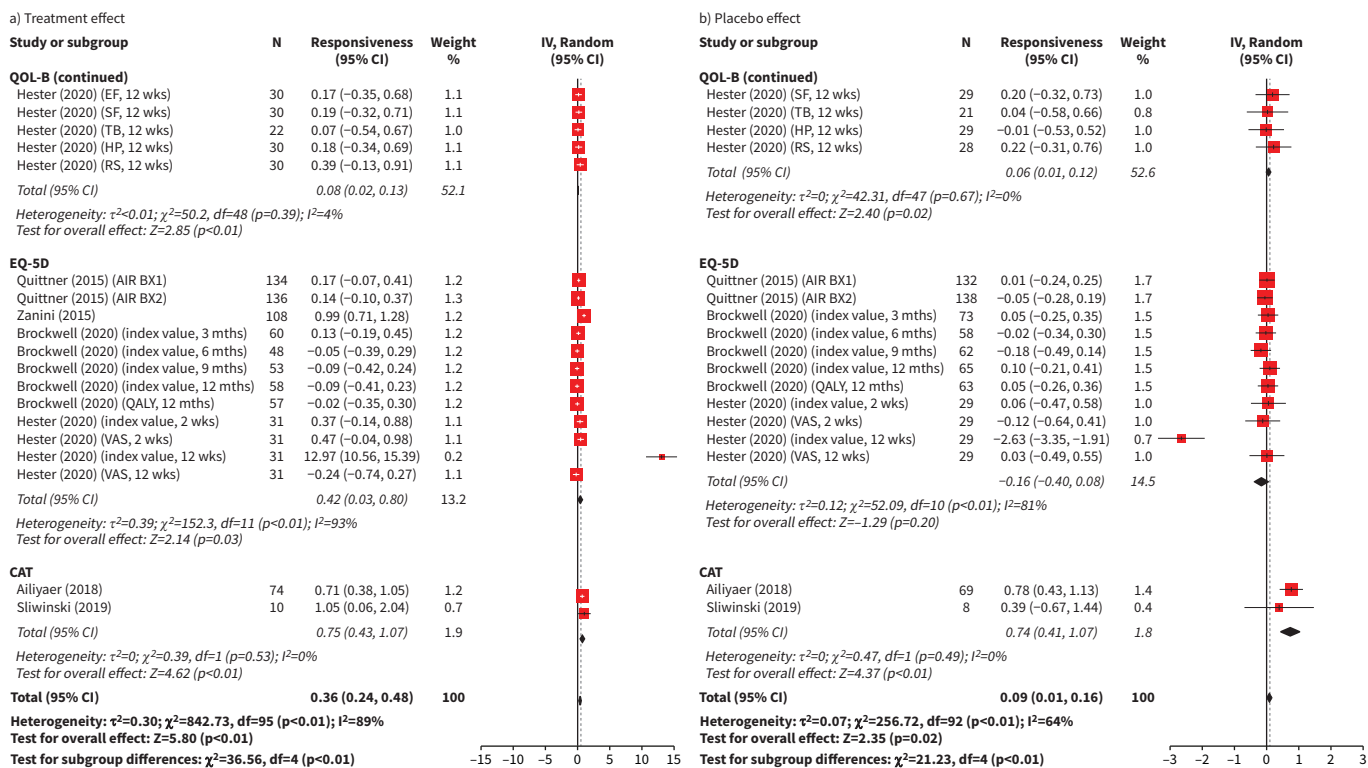 a) Treatment effect
Study or subgroup N Responsiveness Weight IV, Random
(95% CI) % (95% CI)
QOL-B (continued)
Hester (2020) (EF, 12 wks) 30 0.17 (−0.35, 0.68) 1.1
Hester (2020) (SF, 12 wks) 30 0.19 (−0.32, 0.71) 1.1
Hester (2020) (TB, 12 wks) 22 0.07 (−0.54, 0.67) 1.0
Hester (2020) (HP, 12 wks) 30 0.18 (−0.34, 0.69) 1.1
Hester (2020) (RS, 12 wks) 30 0.39 (−0.13, 0.91) 1.1
Total (95% CI) 0.08 (0.02, 0.13) 52.1
Heterogeneity: τ²<0.01; χ²=50.2, df=48 (p=0.39); I²=4%
Test for overall effect: Z=2.85 (p<0.01)
EQ-5D
Quittner (2015) (AIR BX1) 134 0.17 (−0.07, 0.41) 1.2
Quittner (2015) (AIR BX2) 136 0.14 (−0.10, 0.37) 1.3
Zanini (2015) 108 0.99 (0.71, 1.28) 1.2
Brockwell (2020) (index value, 3 mths) 60 0.13 (−0.19, 0.45) 1.2
Brockwell (2020) (index value, 6 mths) 48 −0.05 (−0.39, 0.29) 1.2
Brockwell (2020) (index value, 9 mths) 53 −0.09 (−0.42, 0.24) 1.2
Brockwell (2020) (index value, 12 mths) 58 −0.09 (−0.41, 0.23) 1.2
Brockwell (2020) (QALY, 12 mths) 57 −0.02 (−0.35, 0.30) 1.2
Hester (2020) (index value, 2 wks) 31 0.37 (−0.14, 0.88) 1.1
Hester (2020) (VAS, 2 wks) 31 0.47 (−0.04, 0.98) 1.1
Hester (2020) (index value, 12 wks) 31 12.97 (10.56, 15.39) 0.2
Hester (2020) (VAS, 12 wks) 31 −0.24 (−0.74, 0.27) 1.1
Total (95% CI) 0.42 (0.03, 0.80) 13.2
Heterogeneity: τ²=0.39; χ²=152.3, df=11 (p<0.01); I²=93%
Test for overall effect: Z=2.14 (p=0.03)
CAT
Ailiyaer (2018) 74 0.71 (0.38, 1.05) 1.2
Sliwinski (2019) 10 1.05 (0.06, 2.04) 0.7
Total (95% CI) 0.75 (0.43, 1.07) 1.9
Heterogeneity: τ²=0; χ²=0.39, df=1 (p=0.53); I²=0%
Test for overall effect: Z=4.62 (p<0.01)
Total (95% CI) 0.36 (0.24, 0.48) 100
Heterogeneity: τ²=0.30; χ²=842.73, df=95 (p<0.01); I²=89%
Test for overall effect: Z=5.80 (p<0.01)
Test for subgroup differences: χ²=36.56, df=4 (p<0.01)
−15 −10 −5 0 5 10 15
b) Placebo effect
Study or subgroup N Responsiveness Weight IV, Random
(95% CI) % (95% CI)
QOL-B (continued)
Hester (2020) (SF, 12 wks) 29 0.20 (−0.32, 0.73) 1.0
Hester (2020) (TB, 12 wks) 21 0.04 (−0.58, 0.66) 0.8
Hester (2020) (HP, 12 wks) 29 −0.01 (−0.53, 0.52) 1.0
Hester (2020) (RS, 12 wks) 28 0.22 (−0.31, 0.76) 1.0
Total (95% CI) 0.06 (0.01, 0.12) 52.6
Heterogeneity: τ²=0; χ²=42.31, df=47 (p=0.67); I²=0%
Test for overall effect: Z=2.40 (p=0.02)
EQ-5D
Quittner (2015) (AIR BX1) 132 0.01 (−0.24, 0.25) 1.7
Quittner (2015) (AIR BX2) 138 −0.05 (−0.28, 0.19) 1.7
Brockwell (2020) (index value, 3 mths) 73 0.05 (−0.25, 0.35) 1.5
Brockwell (2020) (index value, 6 mths) 58 −0.02 (−0.34, 0.30) 1.5
Brockwell (2020) (index value, 9 mths) 62 −0.18 (−0.49, 0.14) 1.5
Brockwell (2020) (index value, 12 mths) 65 0.10 (−0.21, 0.41) 1.5
Brockwell (2020) (QALY, 12 mths) 63 0.05 (−0.26, 0.36) 1.5
Hester (2020) (index value, 2 wks) 29 0.06 (−0.47, 0.58) 1.0
Hester (2020) (VAS, 2 wks) 29 −0.12 (−0.64, 0.41) 1.0
Hester (2020) (index value, 12 wks) 29 −2.63 (−3.35, −1.91) 0.7
Hester (2020) (VAS, 12 wks) 29 0.03 (−0.49, 0.55) 1.0
Total (95% CI) −0.16 (−0.40, 0.08) 14.5
Heterogeneity: τ²=0.12; χ²=52.09, df=10 (p<0.01); I²=81%
Test for overall effect: Z=–1.29 (p=0.20)
CAT
Ailiyaer (2018) 69 0.78 (0.43, 1.13) 1.4
Sliwinski (2019) 8 0.39 (−0.67, 1.44) 0.4
Total (95% CI) 0.74 (0.41, 1.07) 1.8
Heterogeneity: τ²=0; χ²=0.47, df=1 (p=0.49); I²=0%
Test for overall effect: Z=4.37 (p<0.01)
Total (95% CI) 0.09 (0.01, 0.16) 100
Heterogeneity: τ²=0.07; χ²=256.72, df=92 (p<0.01); I²=64%
Test for overall effect: Z=2.35 (p=0.02)
Test for subgroup differences: χ²=21.23, df=4 (p<0.01)
−3 −2 −1 0 1 2 3